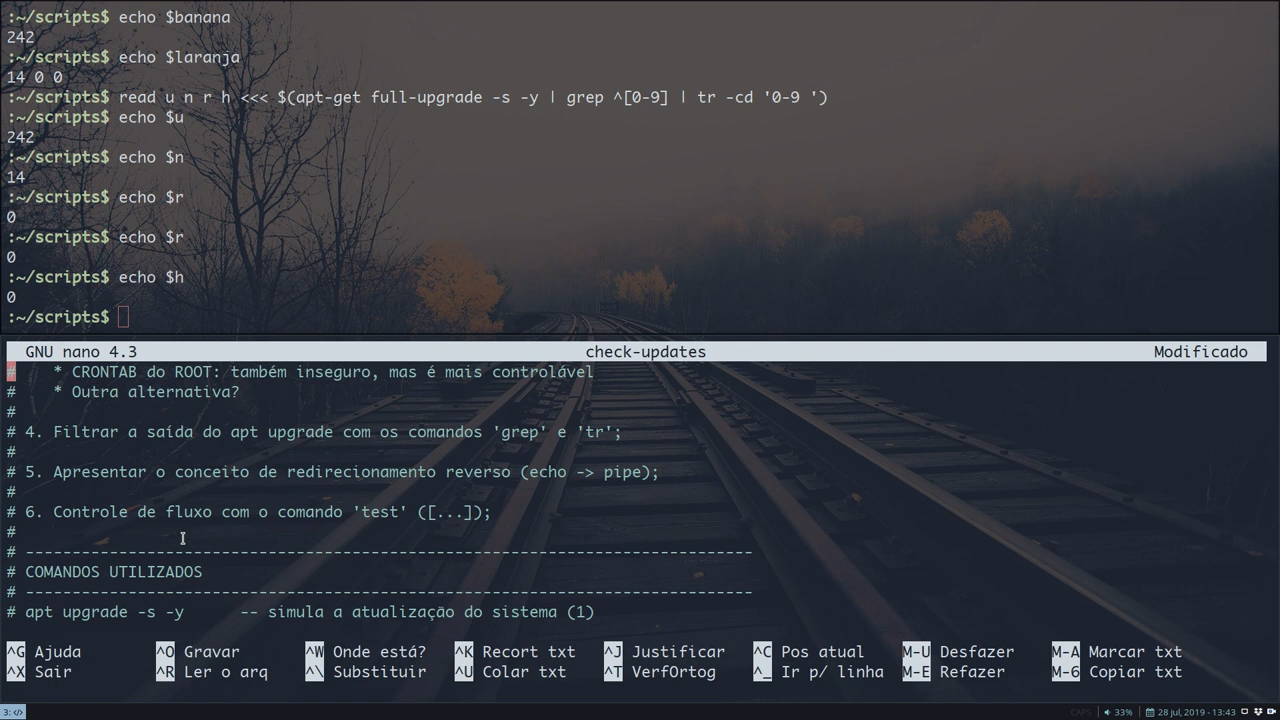 :~/scripts$ echo $banana
242
:~/scripts$ echo $laranja
14 0 0
:~/scripts$ read u n r h <<< $(apt-get full-upgrade -s -y | grep ^[0-9] | tr -cd '0-9 ')
:~/scripts$ echo $u
242
:~/scripts$ echo $n
14
:~/scripts$ echo $r
0
:~/scripts$ echo $r
0
:~/scripts$ echo $h
0
:~/scripts$
GNU nano 4.3 check-updates Modificado
#    * CRONTAB do ROOT: também inseguro, mas é mais controlável
#    * Outra alternativa?
#
# 4. Filtrar a saída do apt upgrade com os comandos 'grep' e 'tr';
#
# 5. Apresentar o conceito de redirecionamento reverso (echo -> pipe);
#
# 6. Controle de fluxo com o comando 'test' ([...]);
#
# ------------------------------------------------------------------------------
# COMANDOS UTILIZADOS
# ------------------------------------------------------------------------------
# apt upgrade -s -y      -- simula a atualização do sistema (1)
^G Ajuda ^O Gravar ^W Onde está? ^K Recort txt ^J Justificar ^C Pos atual M-U Desfazer M-A Marcar txt
^X Sair ^R Ler o arq ^\ Substituir ^U Colar txt ^T VerfOrtog ^_ Ir p/ linha M-E Refazer M-6 Copiar txt
3: </> CAPS 33% 28 jul, 2019 - 13:43